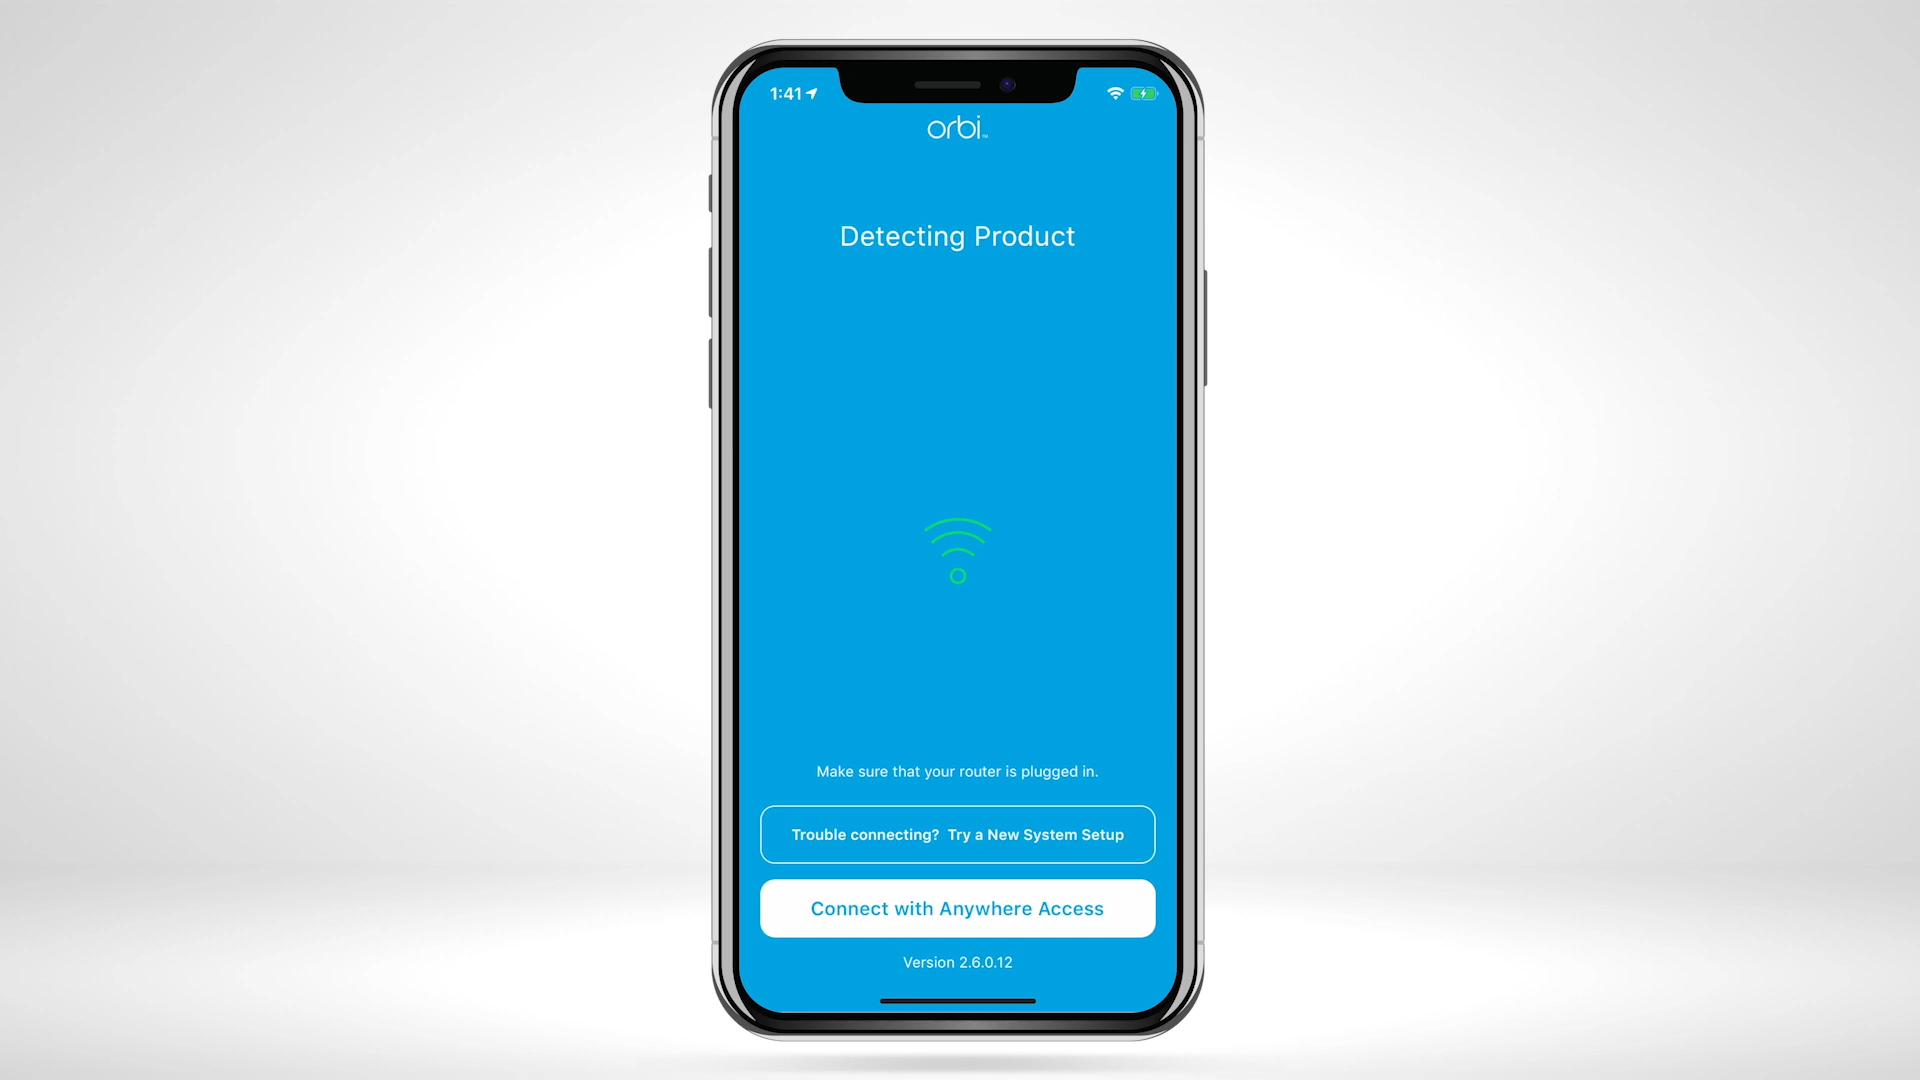 1:41
orbi™
Detecting Product
Make sure that your router is plugged in.
Trouble connecting? Try a New System Setup
Connect with Anywhere Access
Version 2.6.0.12